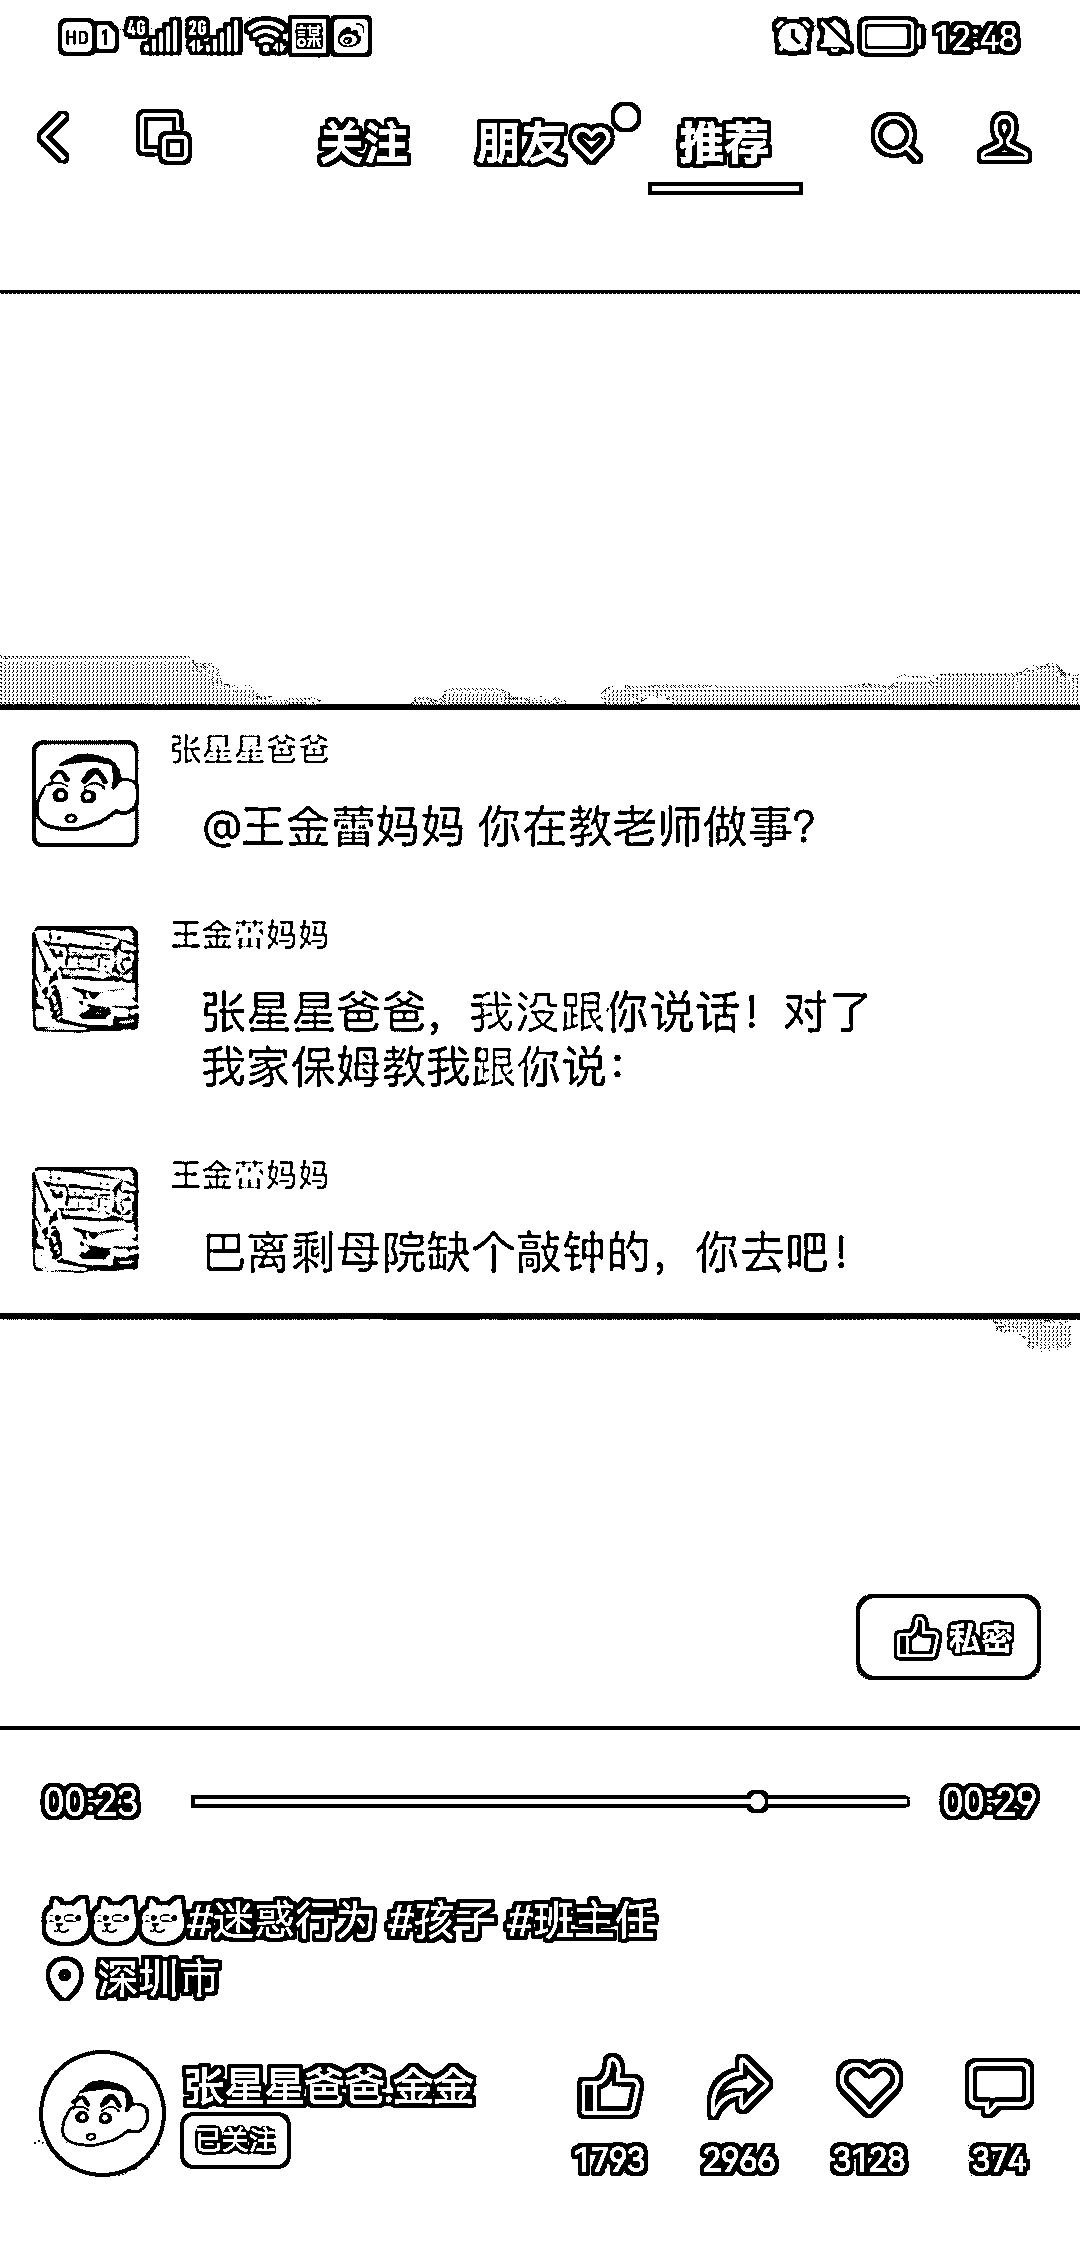 HD 1 4G 2G 謀 12:48
关注 朋友 推荐
张星星爸爸
@王金蕾妈妈 你在教老师做事?
王金蕾妈妈
张星星爸爸，我没跟你说话！对了
我家保姆教我跟你说：
王金蕾妈妈
巴离剩母院缺个敲钟的，你去吧！
私密
00:23 00:29
#迷惑行为 #孩子 #班主任
深圳市
张星星爸爸.金金
已关注
1793 2966 3128 374